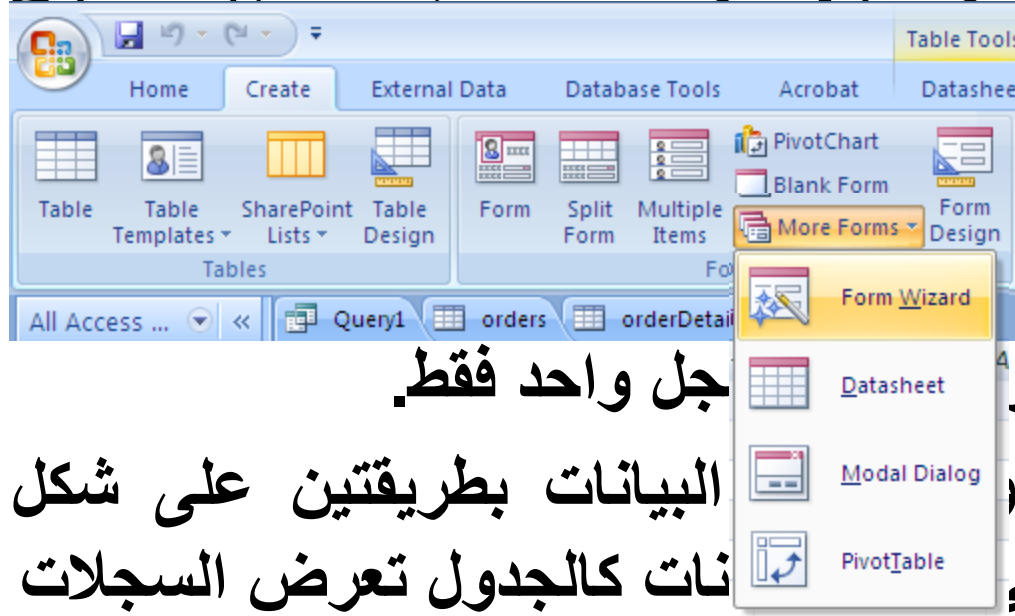 Table Tools
Home Create External Data Database Tools Acrobat Datashee
Table
Table Templates
SharePoint Lists
Table Design
Form
Split Form
Multiple Items
PivotChart
Blank Form
More Forms
Form Design
Tables
Fo
All Access ... « Query1 orders orderDetai
Form Wizard
Datasheet
Modal Dialog
PivotTable
جل واحد فقط.
البيانات بطريقتين على شكل
نات كالجدول تعرض السجلات